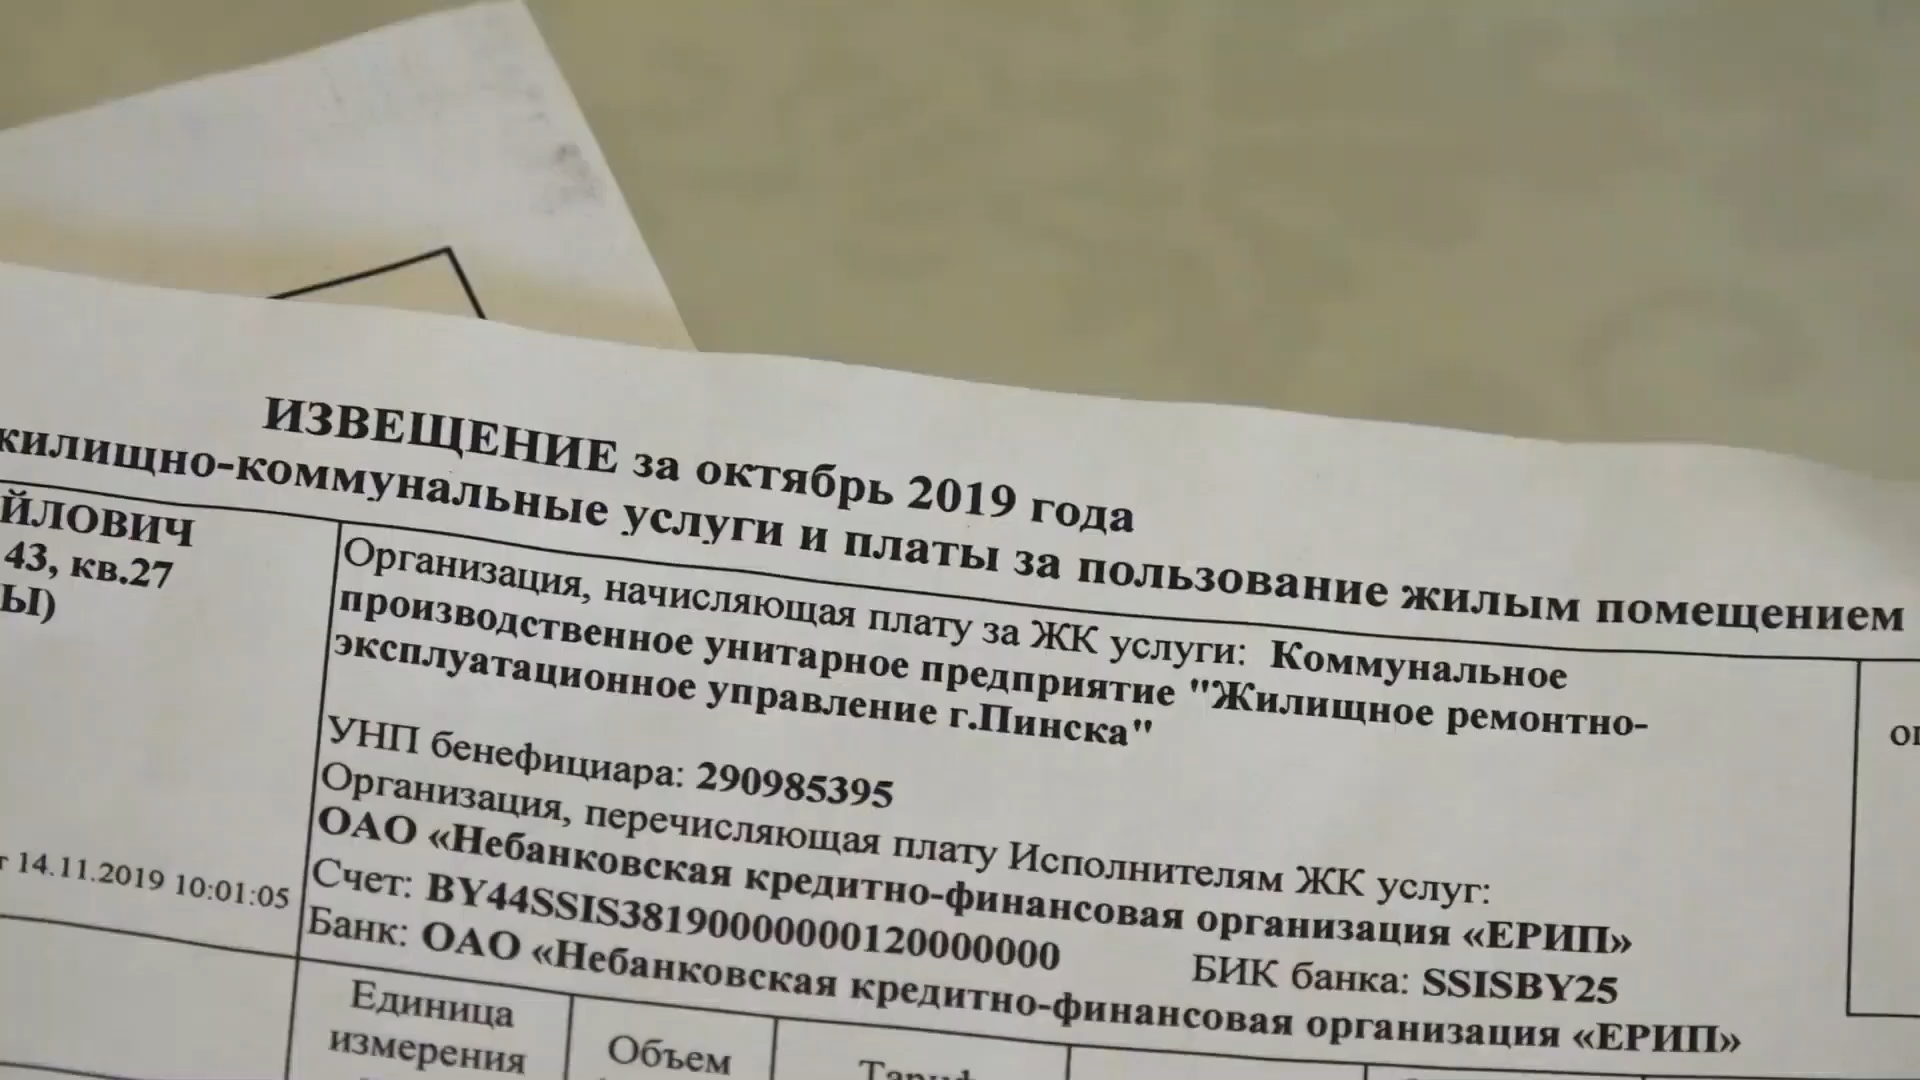 ИЗВЕЩЕНИЕ за октябрь 2019 года
жилищно-коммунальные услуги и платы за пользование жилым помещением
ЙЛОВИЧ
43, кв.27
Ы)
14.11.2019 10:01:05
Организация, начисляющая плату за ЖК услуги: Коммунальное
производственное унитарное предприятие "Жилищное ремонтно-
эксплуатационное управление г.Пинска"
УНП бенефициара: 290985395
Организация, перечисляющая плату Исполнителям ЖК услуг:
ОАО «Небанковская кредитно-финансовая организация «ЕРИП»
Счет: BY44SSIS38190000000120000000 БИК банка: SSISBY25
Банк: ОАО «Небанковская кредитно-финансовая организация «ЕРИП»
Единица
измерения
Объем
Тариф